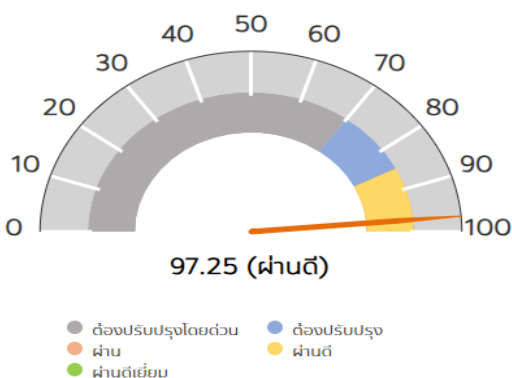 50
40
60
30
70
20
80
10
90
0
100
97.25 (ผ่านดี)
ต้องปรับปรุงโดยด่วน
ต้องปรับปรุง
ผ่าน
ผ่านดี
ผ่านดีเยี่ยม